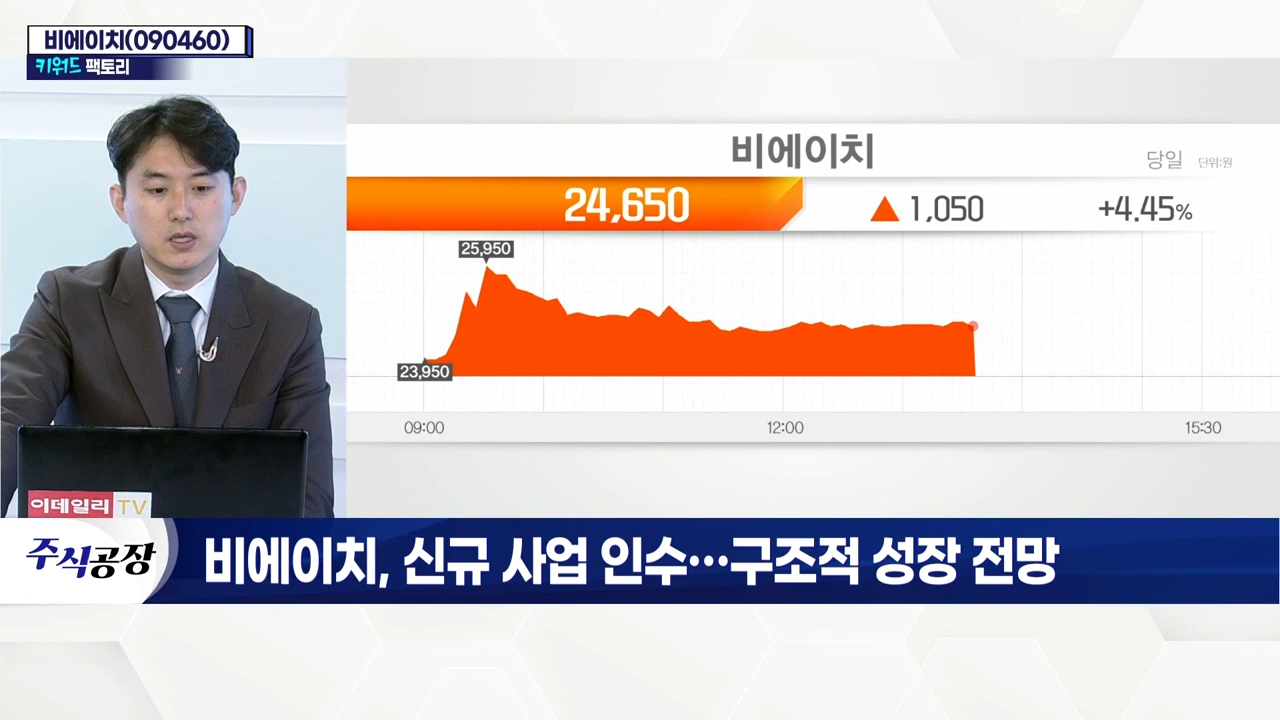 비에이치(090460)
키워드 팩토리
비에이치
당일 단위:원
24,650 ▲ 1,050 +4.45%
25,950
23,950
09:00 12:00 15:30
이데일리 TV
주식공장
비에이치, 신규 사업 인수…구조적 성장 전망